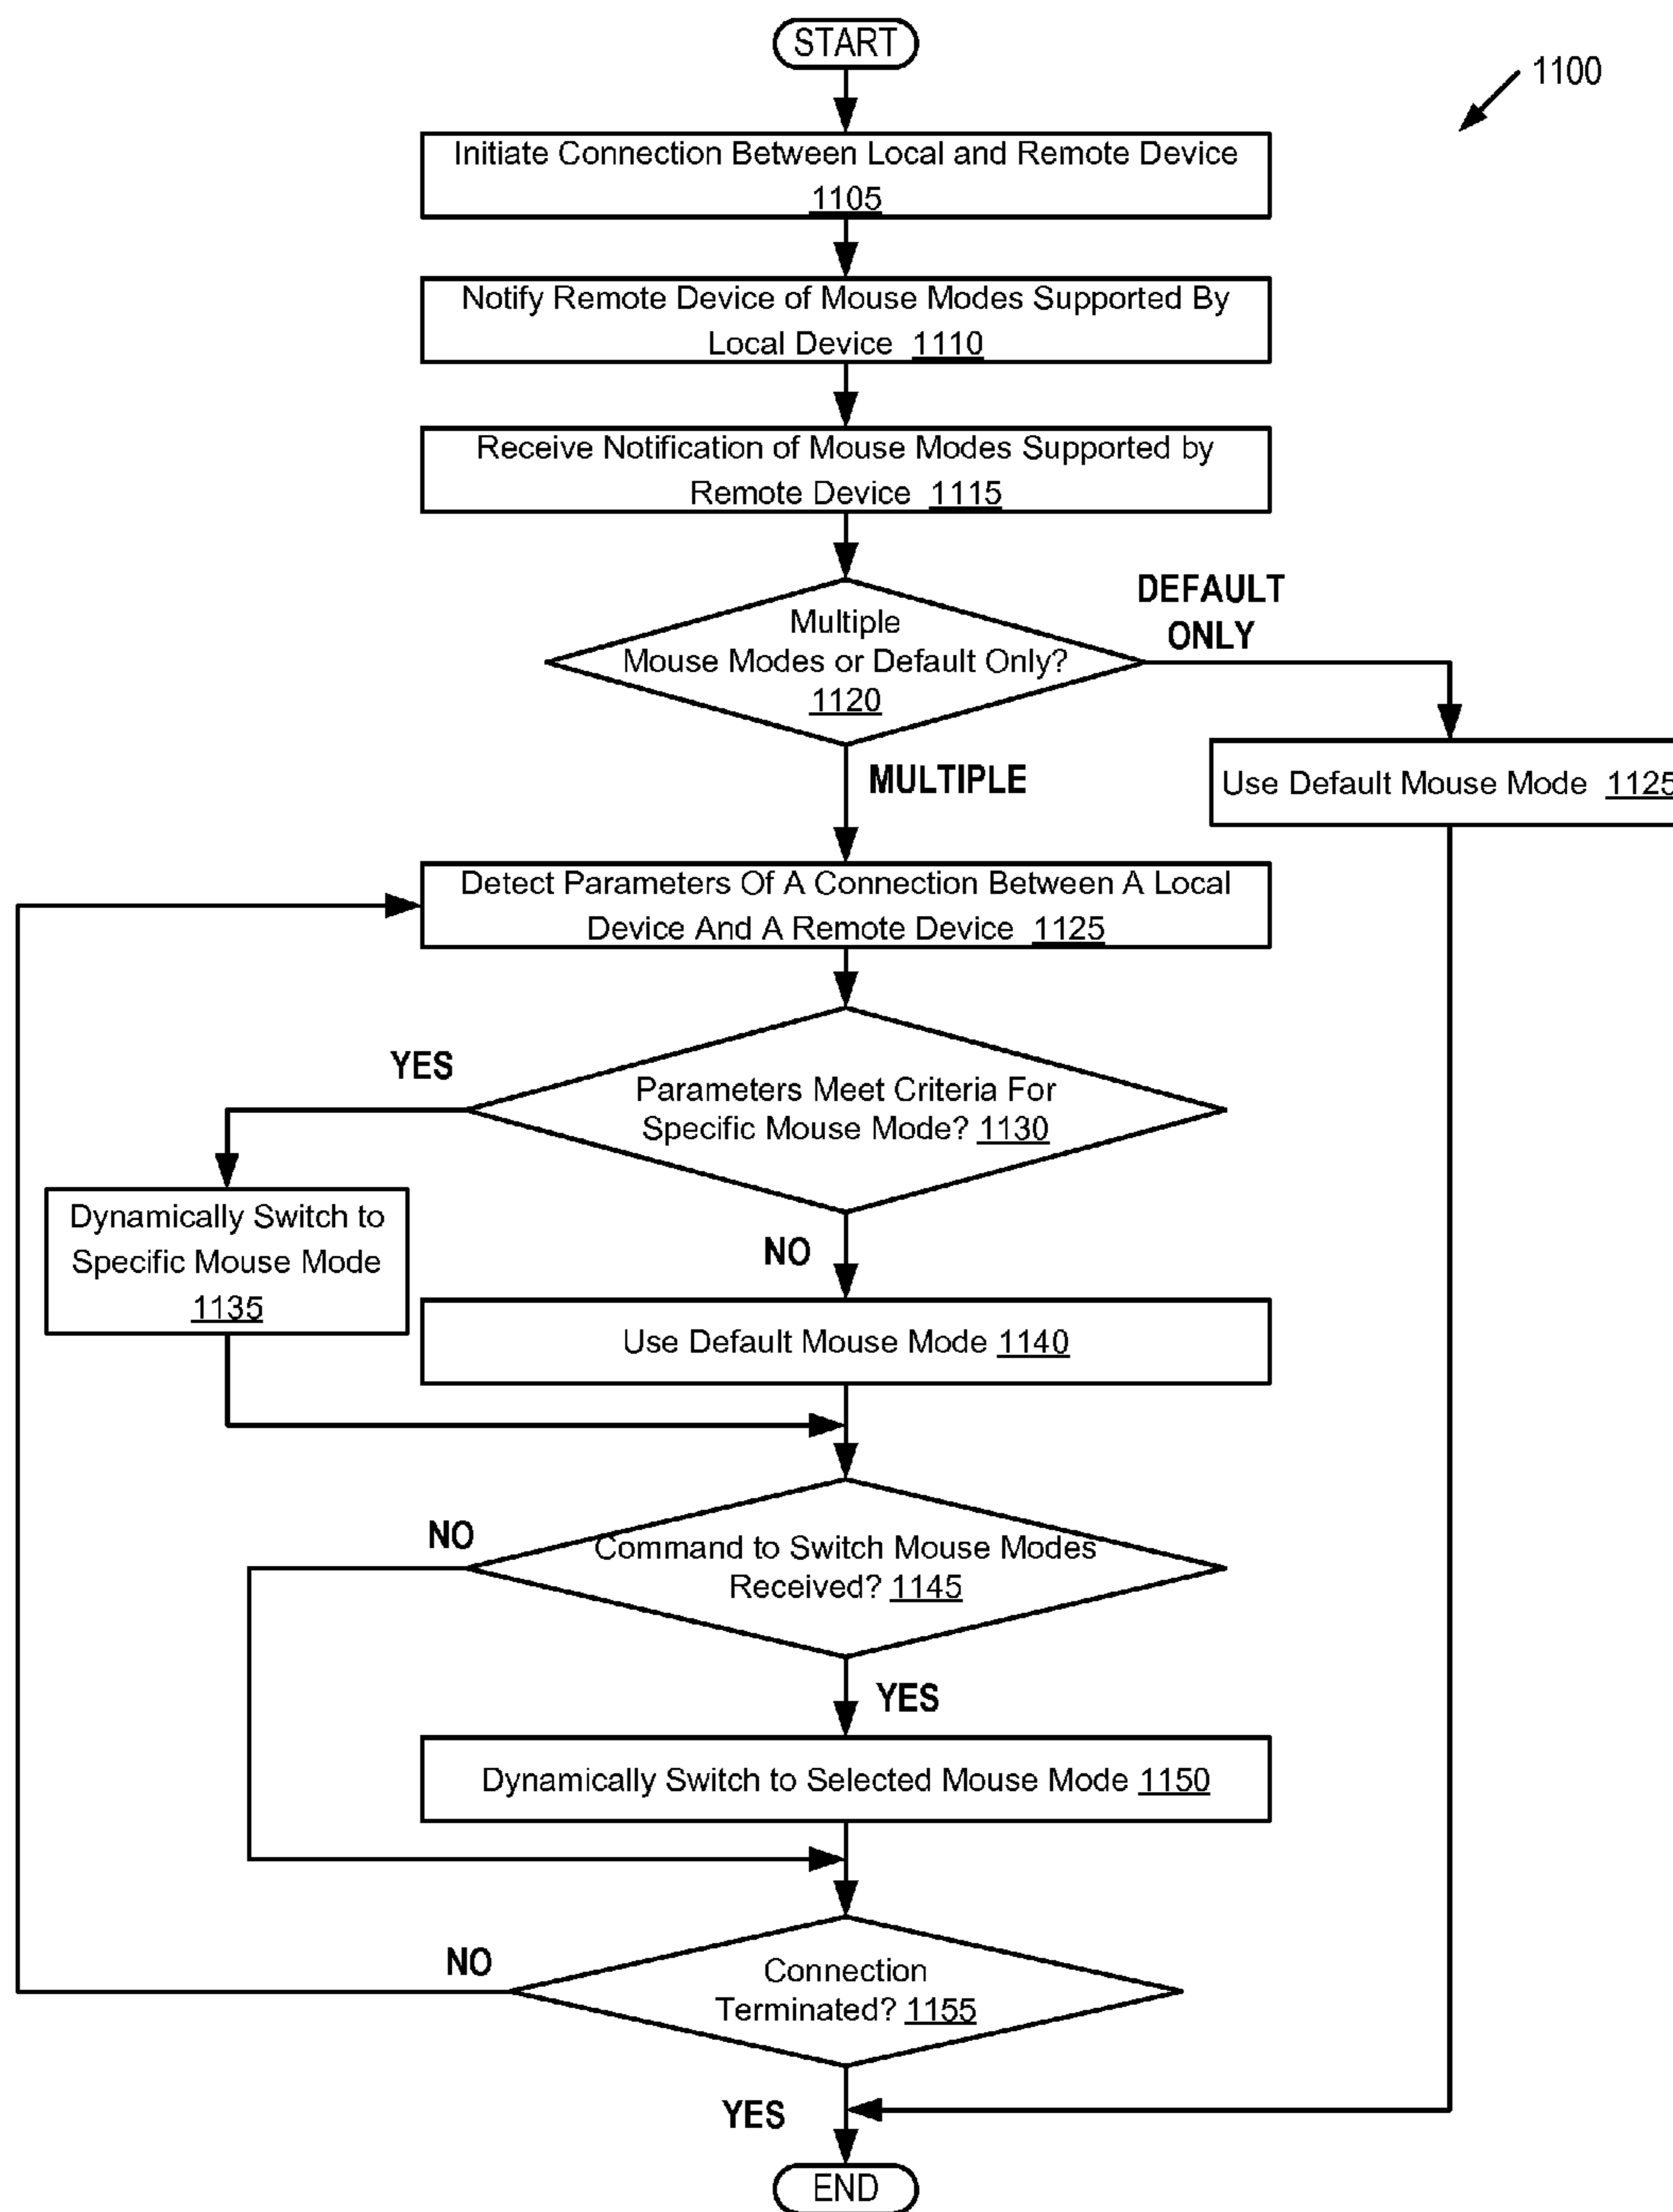 START
1100
Initiate Connection Between Local and Remote Device
1105
Notify Remote Device of Mouse Modes Supported By
Local Device 1110
Receive Notification of Mouse Modes Supported by
Remote Device 1115
Multiple
Mouse Modes or Default Only?
1120
DEFAULT
ONLY
MULTIPLE
Use Default Mouse Mode 1125
Detect Parameters Of A Connection Between A Local
Device And A Remote Device 1125
YES
Parameters Meet Criteria For
Specific Mouse Mode? 1130
Dynamically Switch to
Specific Mouse Mode
1135
NO
Use Default Mouse Mode 1140
NO
Command to Switch Mouse Modes
Received? 1145
YES
Dynamically Switch to Selected Mouse Mode 1150
NO
Connection
Terminated? 1155
YES
END